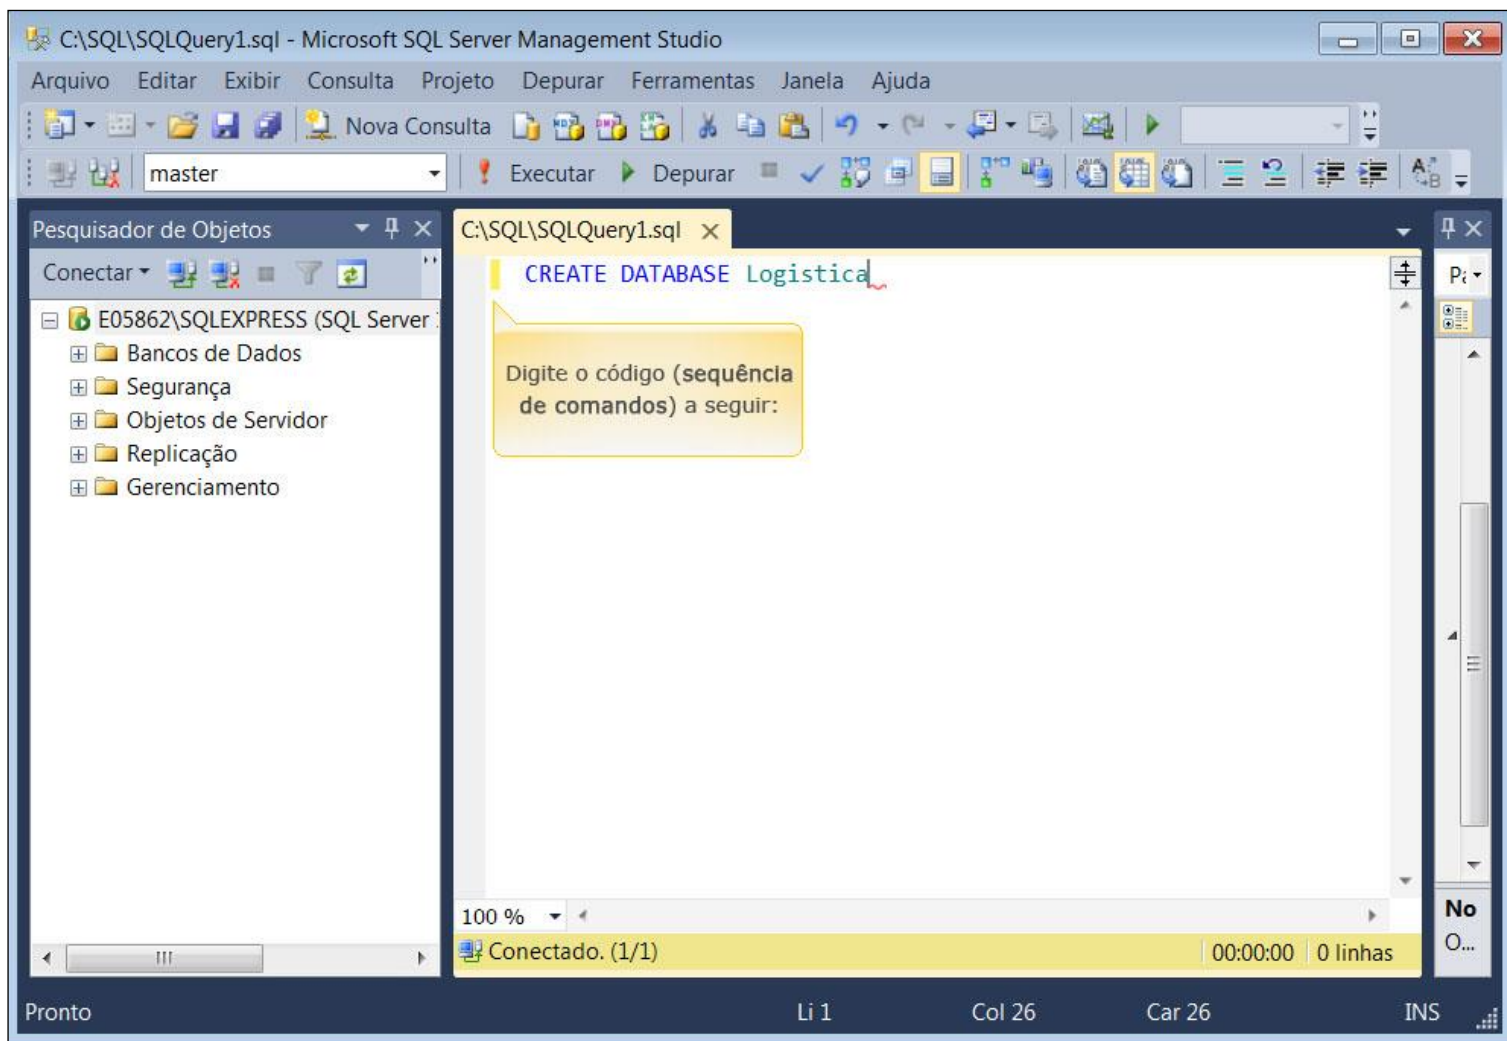 C:\SQL\SQLQuery1.sql - Microsoft SQL Server Management Studio
Arquivo Editar Exibir Consulta Projeto Depurar Ferramentas Janela Ajuda
Nova Consulta
master
Executar Depurar
Pesquisador de Objetos
Conectar
E05862\SQLEXPRESS (SQL Server
Bancos de Dados
Segurança
Objetos de Servidor
Replicação
Gerenciamento
C:\SQL\SQLQuery1.sql
CREATE DATABASE Logistica
Digite o código (sequência
de comandos) a seguir:
100 %
Conectado. (1/1) 00:00:00 0 linhas
No
O...
Pronto Li 1 Col 26 Car 26 INS